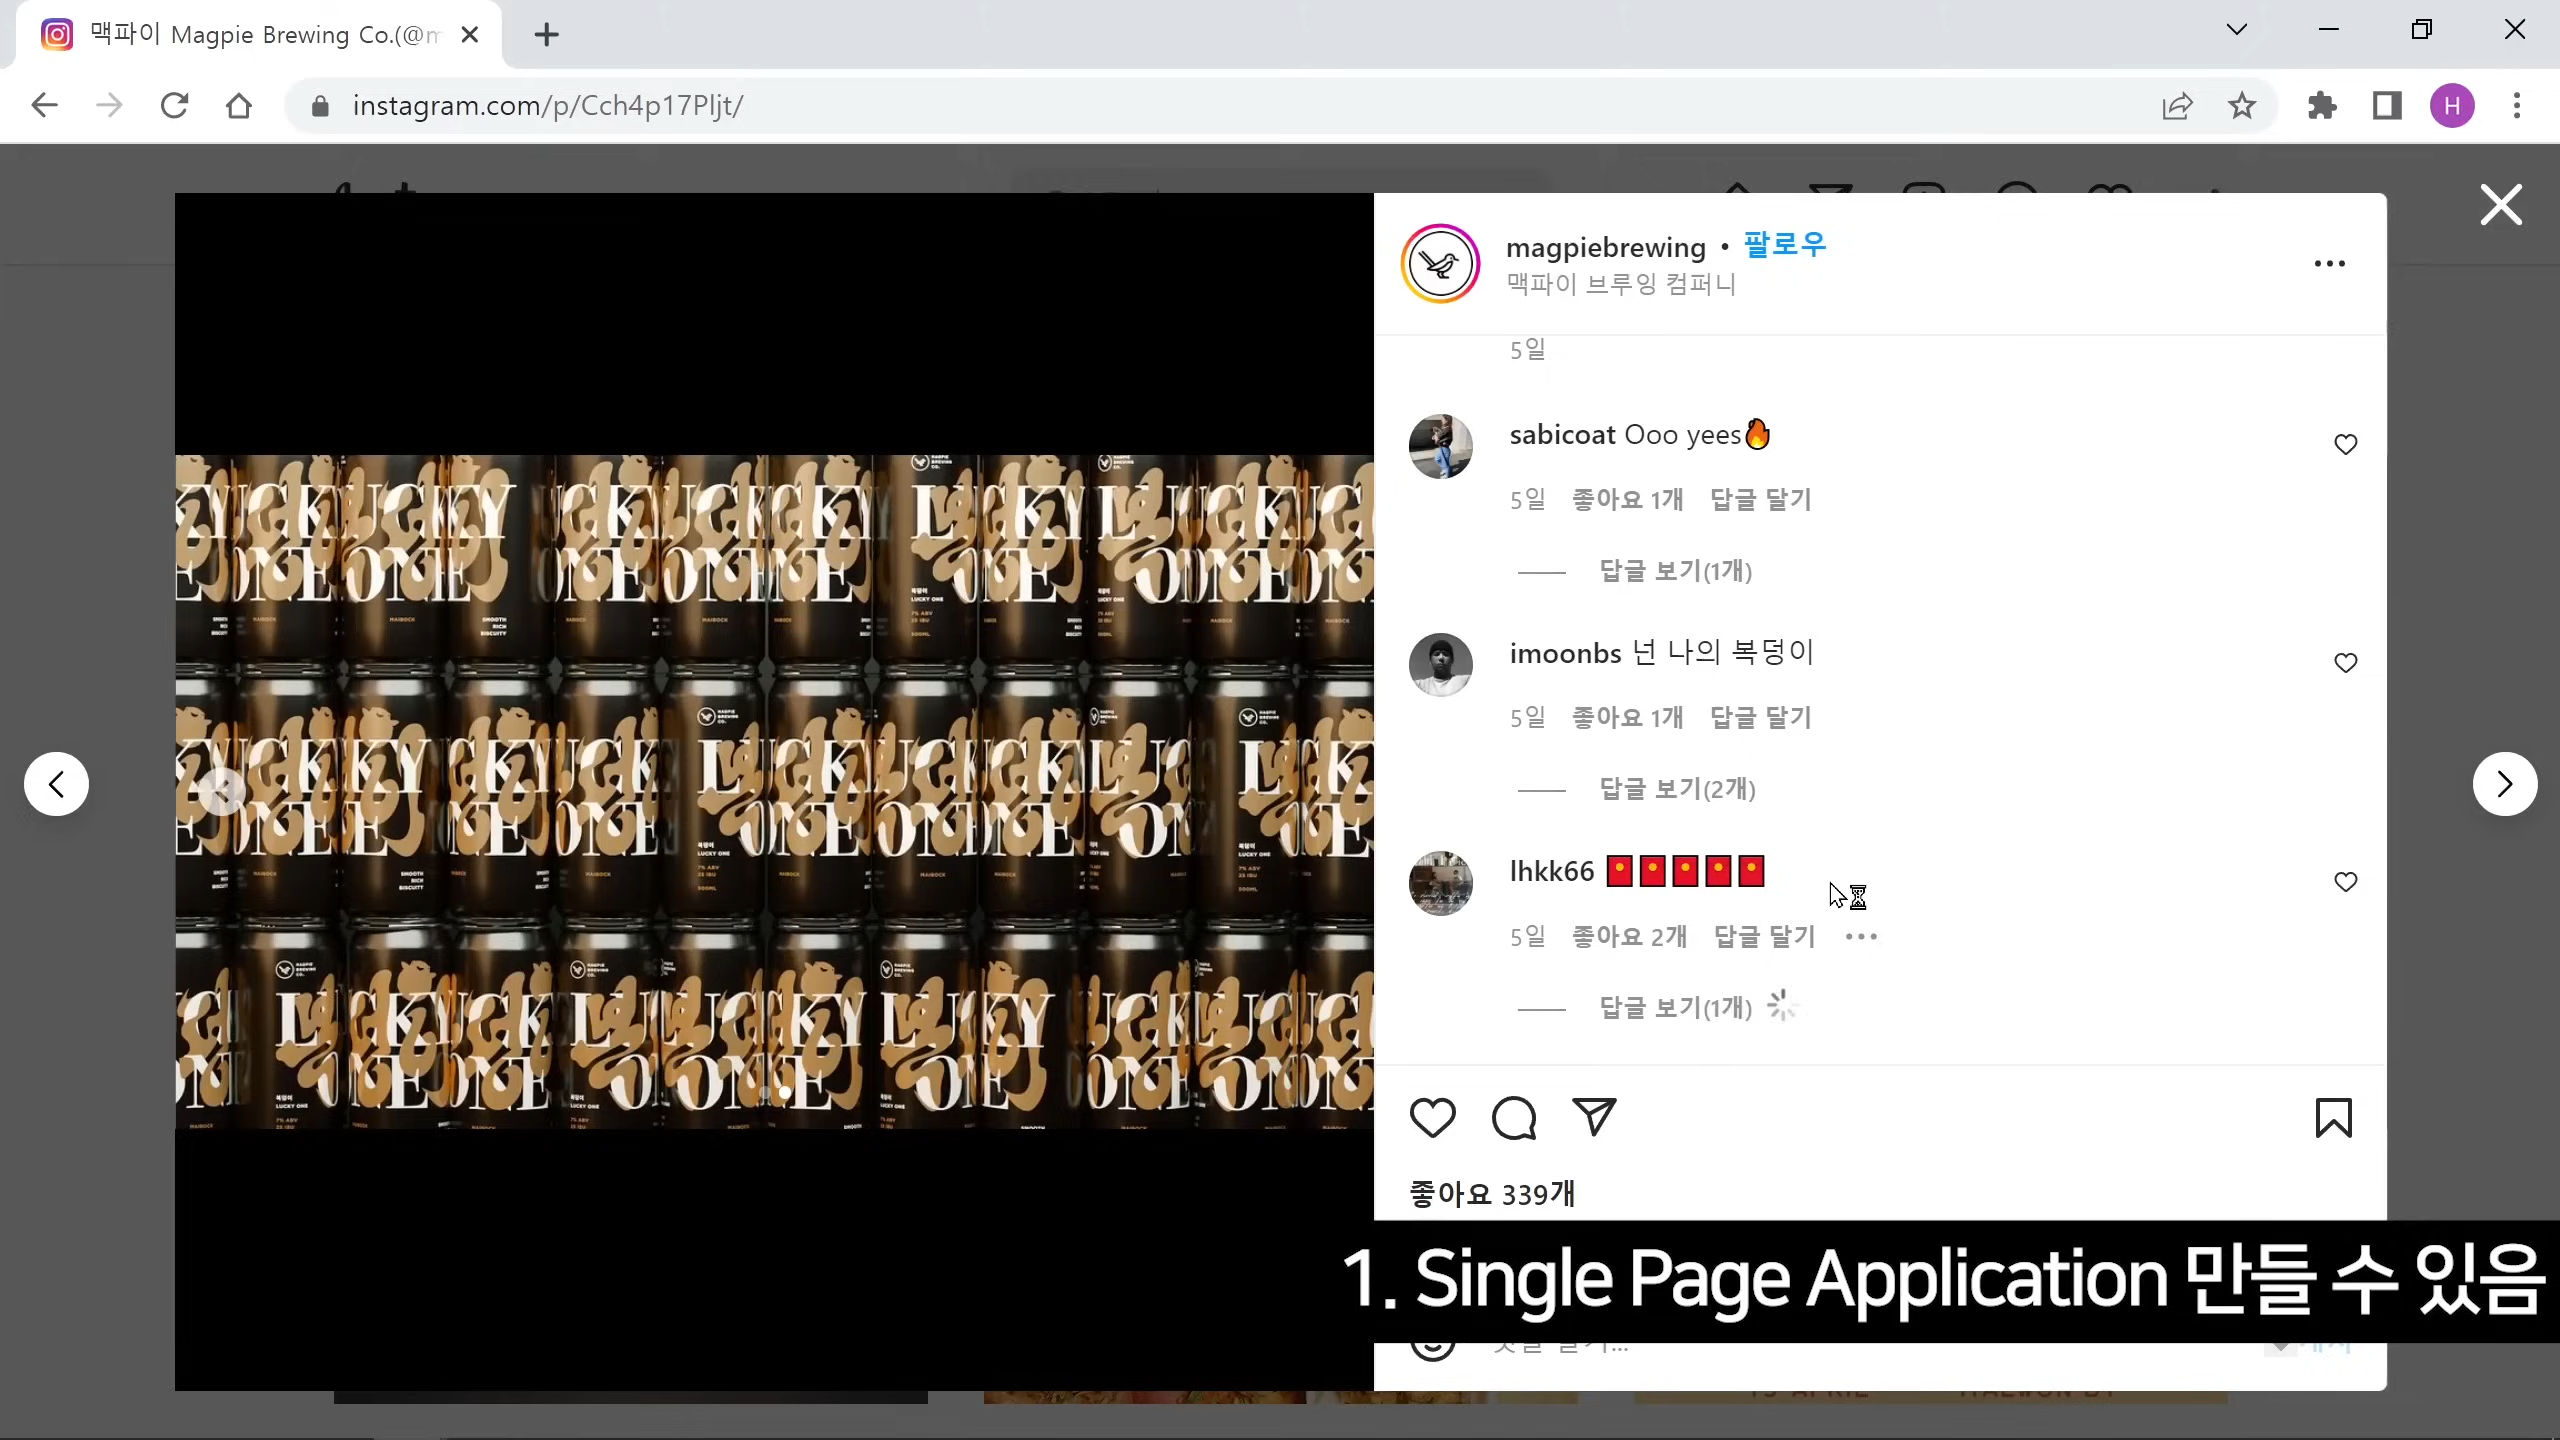 맥파이 Magpie Brewing Co.(@m
instagram.com/p/Cch4p17Pljt/
H
magpiebrewing • 팔로우
맥파이 브루잉 컴퍼니
5일
sabicoat Ooo yees🔥
5일 좋아요 1개 답글 달기
답글 보기(1개)
imoonbs 넌 나의 복덩이
5일 좋아요 1개 답글 달기
답글 보기(2개)
lhkk66 🧧🧧🧧🧧🧧
5일 좋아요 2개 답글 달기
답글 보기(1개)
좋아요 339개
1. Single Page Application 만들 수 있음
LUCKY
ONE